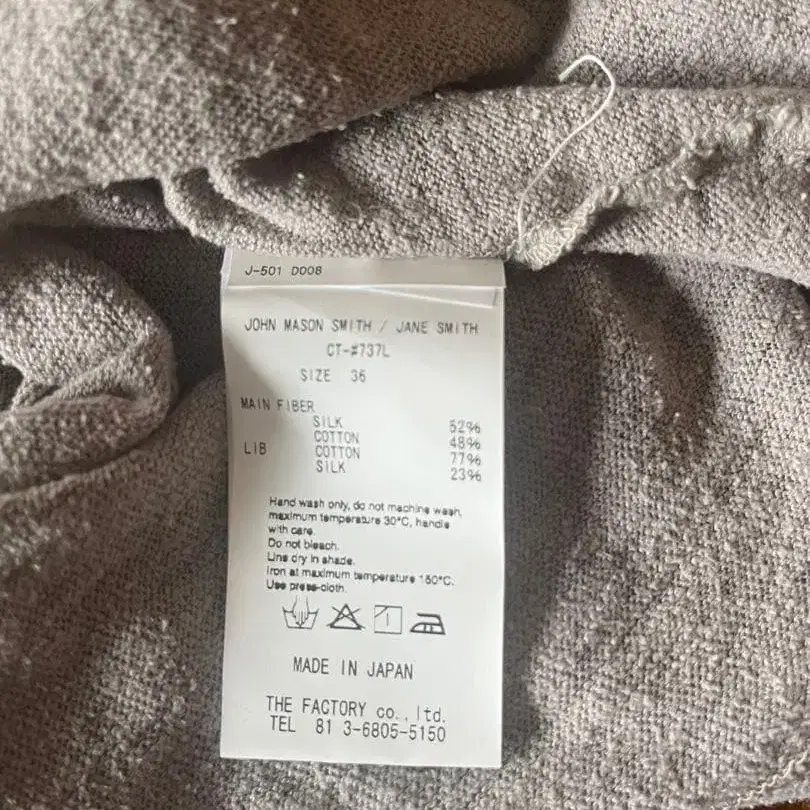 J-501 D008
JOHN MASON SMITH / JANE SMITH
CT-#737L
SIZE 36
MAIN FIBER
SILK 52%
COTTON 48%
LIB COTTON 77%
SILK 23%
Hand wash only, do not maching wash,
maximum temperature 30°C, handle
with care.
Do not bleach.
Line dry in shade.
Iron at maximum temperature 150°C.
Use press-cloth.
MADE IN JAPAN
THE FACTORY co.,ltd.
TEL 81 3-6805-5150